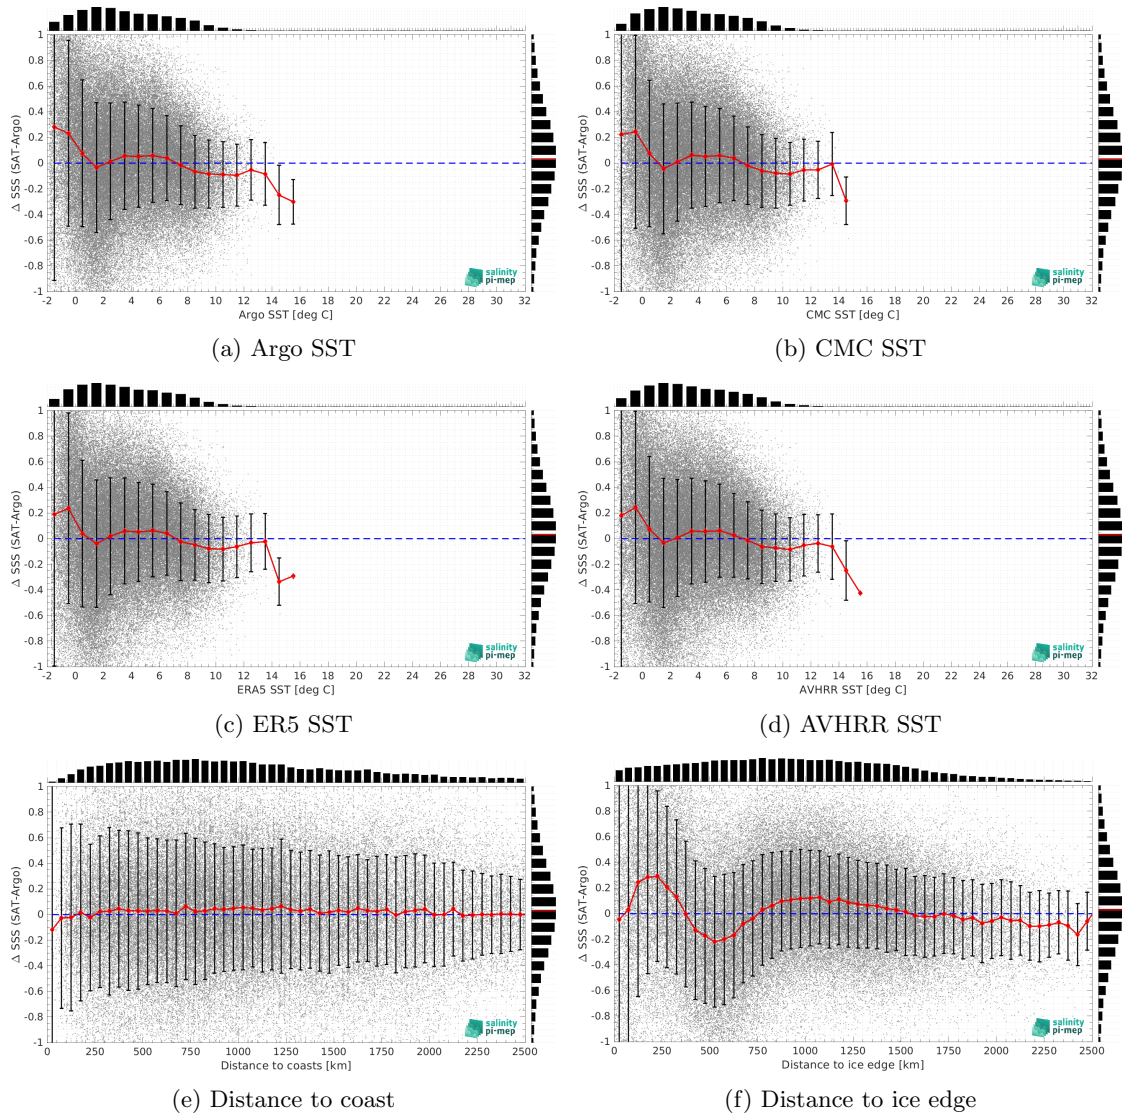 1
0.8
0.6
0.4
0.2
0
-0.2
-0.4
-0.6
-0.8
-1
Δ SSS (SAT-Argo)
salinity
pi-mep
-2 0 2 4 6 8 10 12 14 16 18 20 22 24 26 28 30 32
Argo SST [deg C]
(a) Argo SST
1
0.8
0.6
0.4
0.2
0
-0.2
-0.4
-0.6
-0.8
-1
Δ SSS (SAT-Argo)
salinity
pi-mep
-2 0 2 4 6 8 10 12 14 16 18 20 22 24 26 28 30 32
CMC SST [deg C]
(b) CMC SST
1
0.8
0.6
0.4
0.2
0
-0.2
-0.4
-0.6
-0.8
-1
Δ SSS (SAT-Argo)
salinity
pi-mep
-2 0 2 4 6 8 10 12 14 16 18 20 22 24 26 28 30 32
ERA5 SST [deg C]
(c) ER5 SST
1
0.8
0.6
0.4
0.2
0
-0.2
-0.4
-0.6
-0.8
-1
Δ SSS (SAT-Argo)
salinity
pi-mep
-2 0 2 4 6 8 10 12 14 16 18 20 22 24 26 28 30 32
AVHRR SST [deg C]
(d) AVHRR SST
1
0.8
0.6
0.4
0.2
0
-0.2
-0.4
-0.6
-0.8
-1
Δ SSS (SAT-Argo)
salinity
pi-mep
0 250 500 750 1000 1250 1500 1750 2000 2250 2500
Distance to coasts [km]
(e) Distance to coast
1
0.8
0.6
0.4
0.2
0
-0.2
-0.4
-0.6
-0.8
-1
Δ SSS (SAT-Argo)
salinity
pi-mep
0 250 500 750 1000 1250 1500 1750 2000 2250 2500
Distance to ice edge [km]
(f) Distance to ice edge